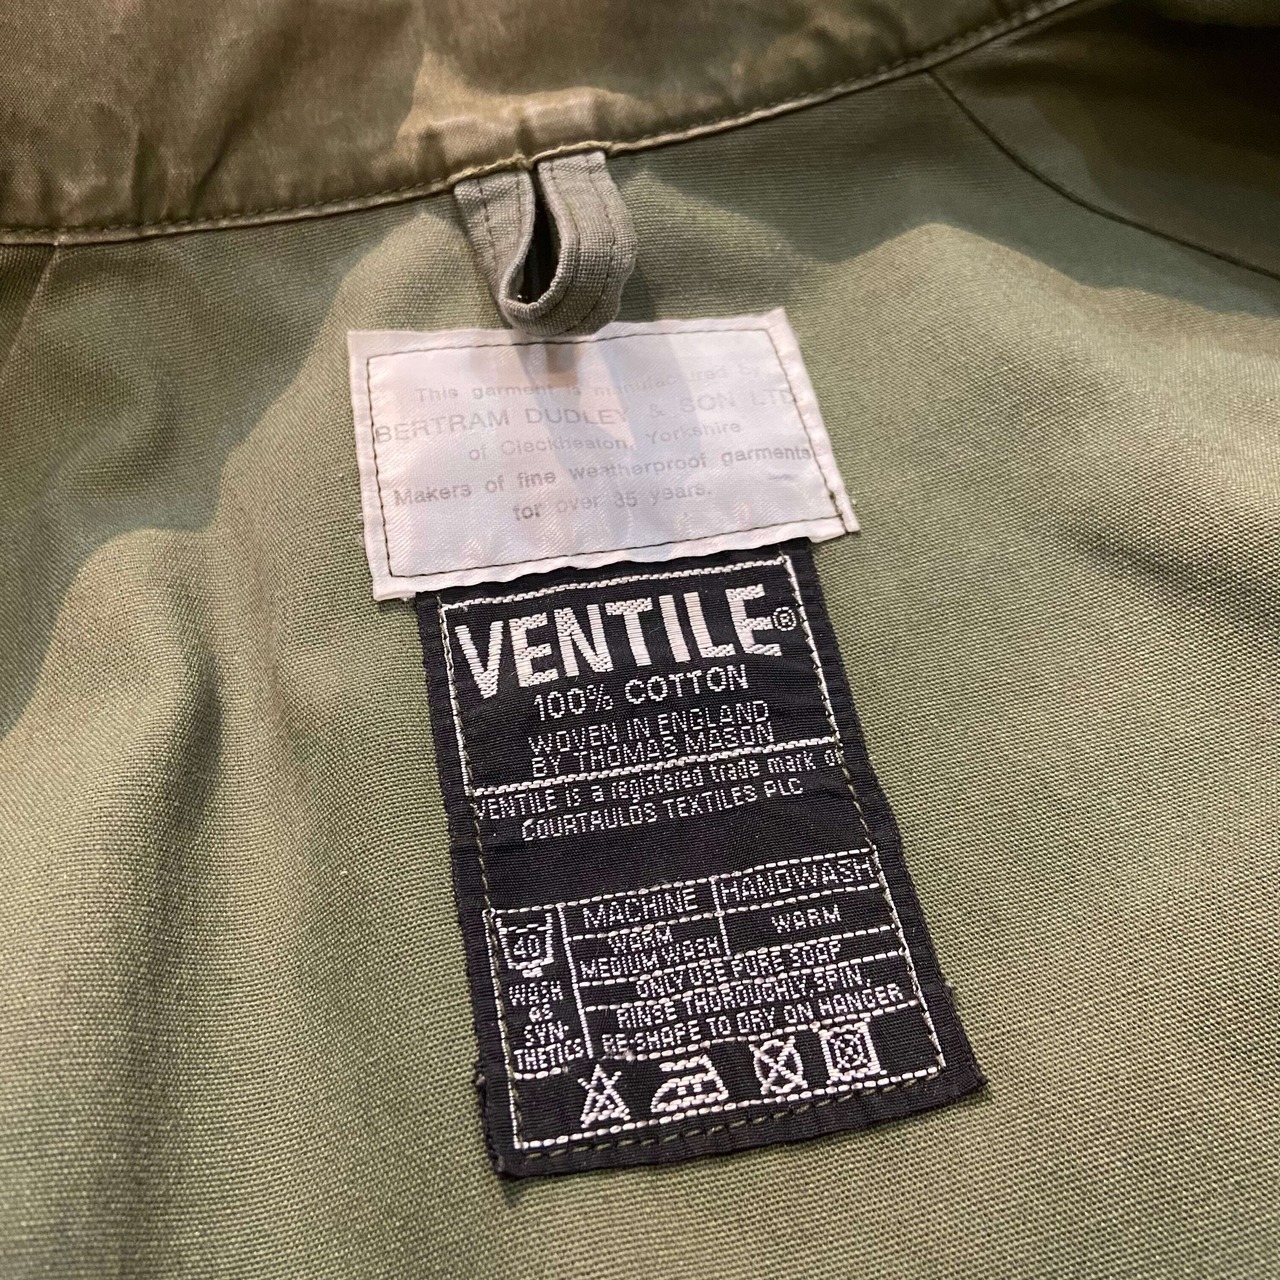 This garment is manufactured by
BERTRAM DUDLEY & SON LTD
of Cleckheaton, Yorkshire
Makers of fine weatherproof garments
for over 35 years.
VENTILE®
100% COTTON
WOVEN IN ENGLAND
BY THOMAS MASON
VENTILE is a registered trade mark of
COURTAULDS TEXTILES PLC
MACHINE HANDWASH
40 WARM WARM
MEDIUM WASH
WASH
as
SYN-
THETICS
ONLY USE PURE SOAP
RINSE THOROUGHLY. SPIN.
RE-SHAPE TO DRY ON HANGER